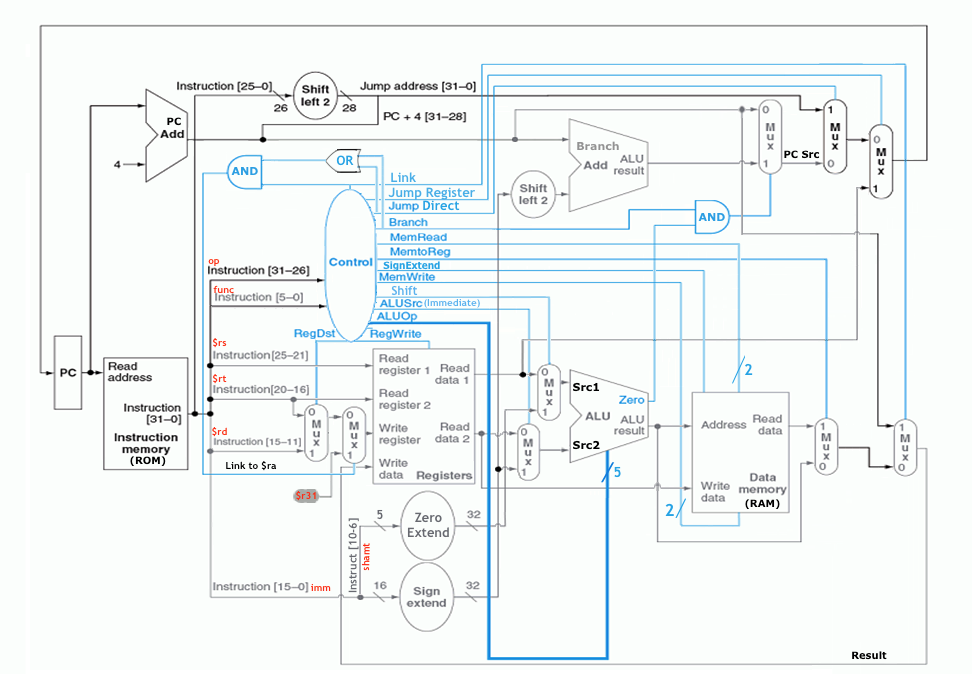 Instruction [25–0]
Shift
left 2
Jump address [31–0]
26
28
PC + 4 [31–28]
PC
Add
4
AND
OR
Link
Jump Register
Jump Direct
Branch
MemRead
MemtoReg
SignExtend
MemWrite
Shift
ALUSrc (Immediate)
ALUOp
Control
RegDst
RegWrite
Branch
Add
ALU
result
Shift
left 2
AND
0
Mux
1
PC Src
1
Mux
0
0
Mux
1
op
Instruction [31–26]
func
Instruction [5–0]
$rs
Instruction[25–21]
$rt
Instruction[20–16]
$rd
Instruction [15–11]
Link to $ra
$r31
PC
Read
address
Instruction
[31–0]
Instruction
memory
(ROM)
0
Mux
1
0
Mux
1
Read
register 1
Read
register 2
Write
register
Write
data
Read
data 1
Read
data 2
Registers
0
Mux
1
0
Mux
1
Src1
Src2
Zero
ALU
ALU
result
5
2
2
Address
Read
data
Write
data
Data
memory
(RAM)
1
Mux
0
1
Mux
0
Instruct [10-6]
shamt
5
Zero
Extend
32
Instruction [15–0] imm
16
Sign
extend
32
Result